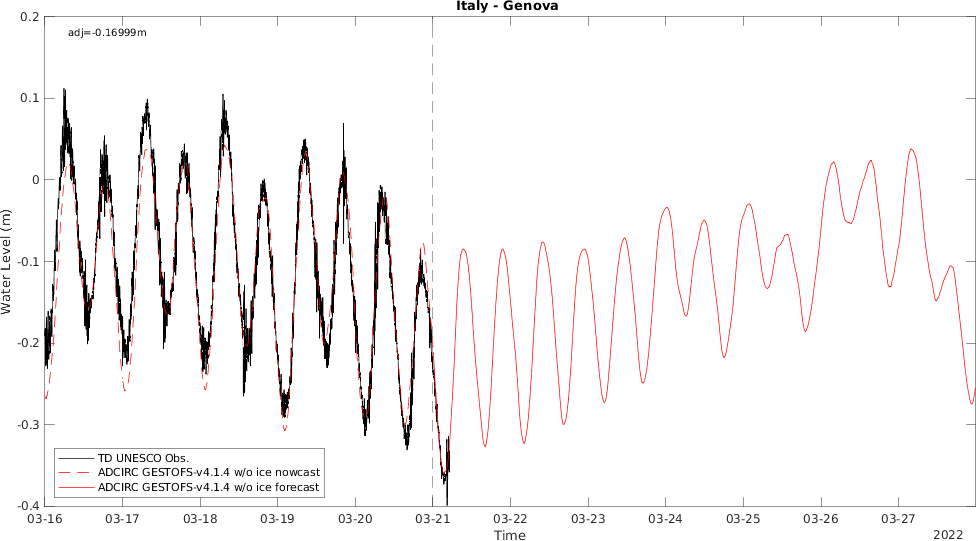 Italy - Genova
adj=-0.16999m
0.2
0.1
0
-0.1
-0.2
-0.3
-0.4
Water Level (m)
TD UNESCO Obs.
ADCIRC GESTOFS-v4.1.4 w/o ice nowcast
ADCIRC GESTOFS-v4.1.4 w/o ice forecast
03-16 03-17 03-18 03-19 03-20 03-21 03-22 03-23 03-24 03-25 03-26 03-27
Time
2022